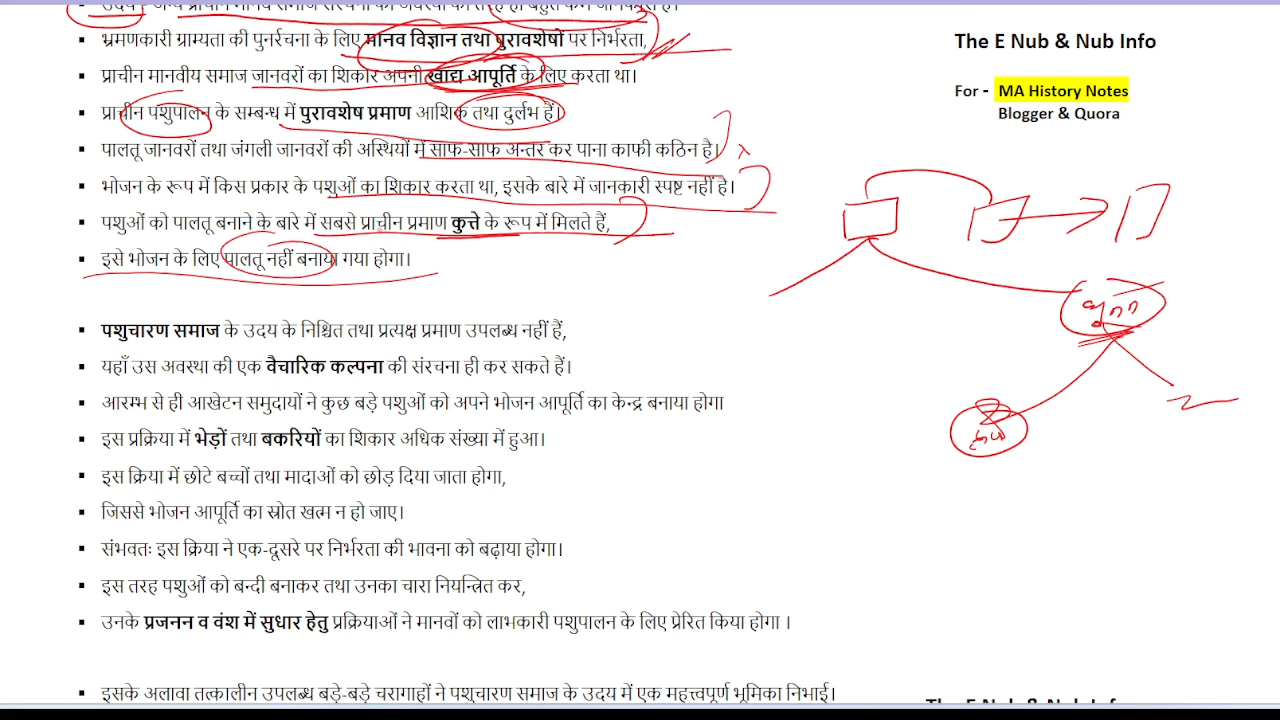 भ्रमणकारी ग्राम्यता की पुनर्रचना के लिए मानव विज्ञान तथा पुरावशेषों पर निर्भरता,
प्राचीन मानवीय समाज जानवरों का शिकार अपनी खाद्य आपूर्ति के लिए करता था।
प्राचीन पशुपालन के सम्बन्ध में पुरावशेष प्रमाण आशिक तथा दुर्लभ हैं।
पालतू जानवरों तथा जंगली जानवरों की अस्थियों में साफ-साफ अन्तर कर पाना काफी कठिन है।
भोजन के रूप में किस प्रकार के पशुओं का शिकार करता था, इसके बारे में जानकारी स्पष्ट नहीं है।
पशुओं को पालतू बनाने के बारे में सबसे प्राचीन प्रमाण कुत्ते के रूप में मिलते हैं,
इसे भोजन के लिए पालतू नहीं बनाया गया होगा।
पशुचारण समाज के उदय के निश्चित तथा प्रत्यक्ष प्रमाण उपलब्ध नहीं हैं,
यहाँ उस अवस्था की एक वैचारिक कल्पना की संरचना ही कर सकते हैं।
आरम्भ से ही आखेटन समुदायों ने कुछ बड़े पशुओं को अपने भोजन आपूर्ति का केन्द्र बनाया होगा
इस प्रक्रिया में भेड़ों तथा बकरियों का शिकार अधिक संख्या में हुआ।
इस क्रिया में छोटे बच्चों तथा मादाओं को छोड़ दिया जाता होगा,
जिससे भोजन आपूर्ति का स्रोत खत्म न हो जाए।
संभवतः इस क्रिया ने एक-दूसरे पर निर्भरता की भावना को बढ़ाया होगा।
इस तरह पशुओं को बन्दी बनाकर तथा उनका चारा नियन्त्रित कर,
उनके प्रजनन व वंश में सुधार हेतु प्रक्रियाओं ने मानवों को लाभकारी पशुपालन के लिए प्रेरित किया होगा ।
इसके अलावा तत्कालीन उपलब्ध बड़े-बड़े चरागाहों ने पशुचारण समाज के उदय में एक महत्त्वपूर्ण भूमिका निभाई।
The E Nub & Nub Info
For - MA History Notes
Blogger & Quora